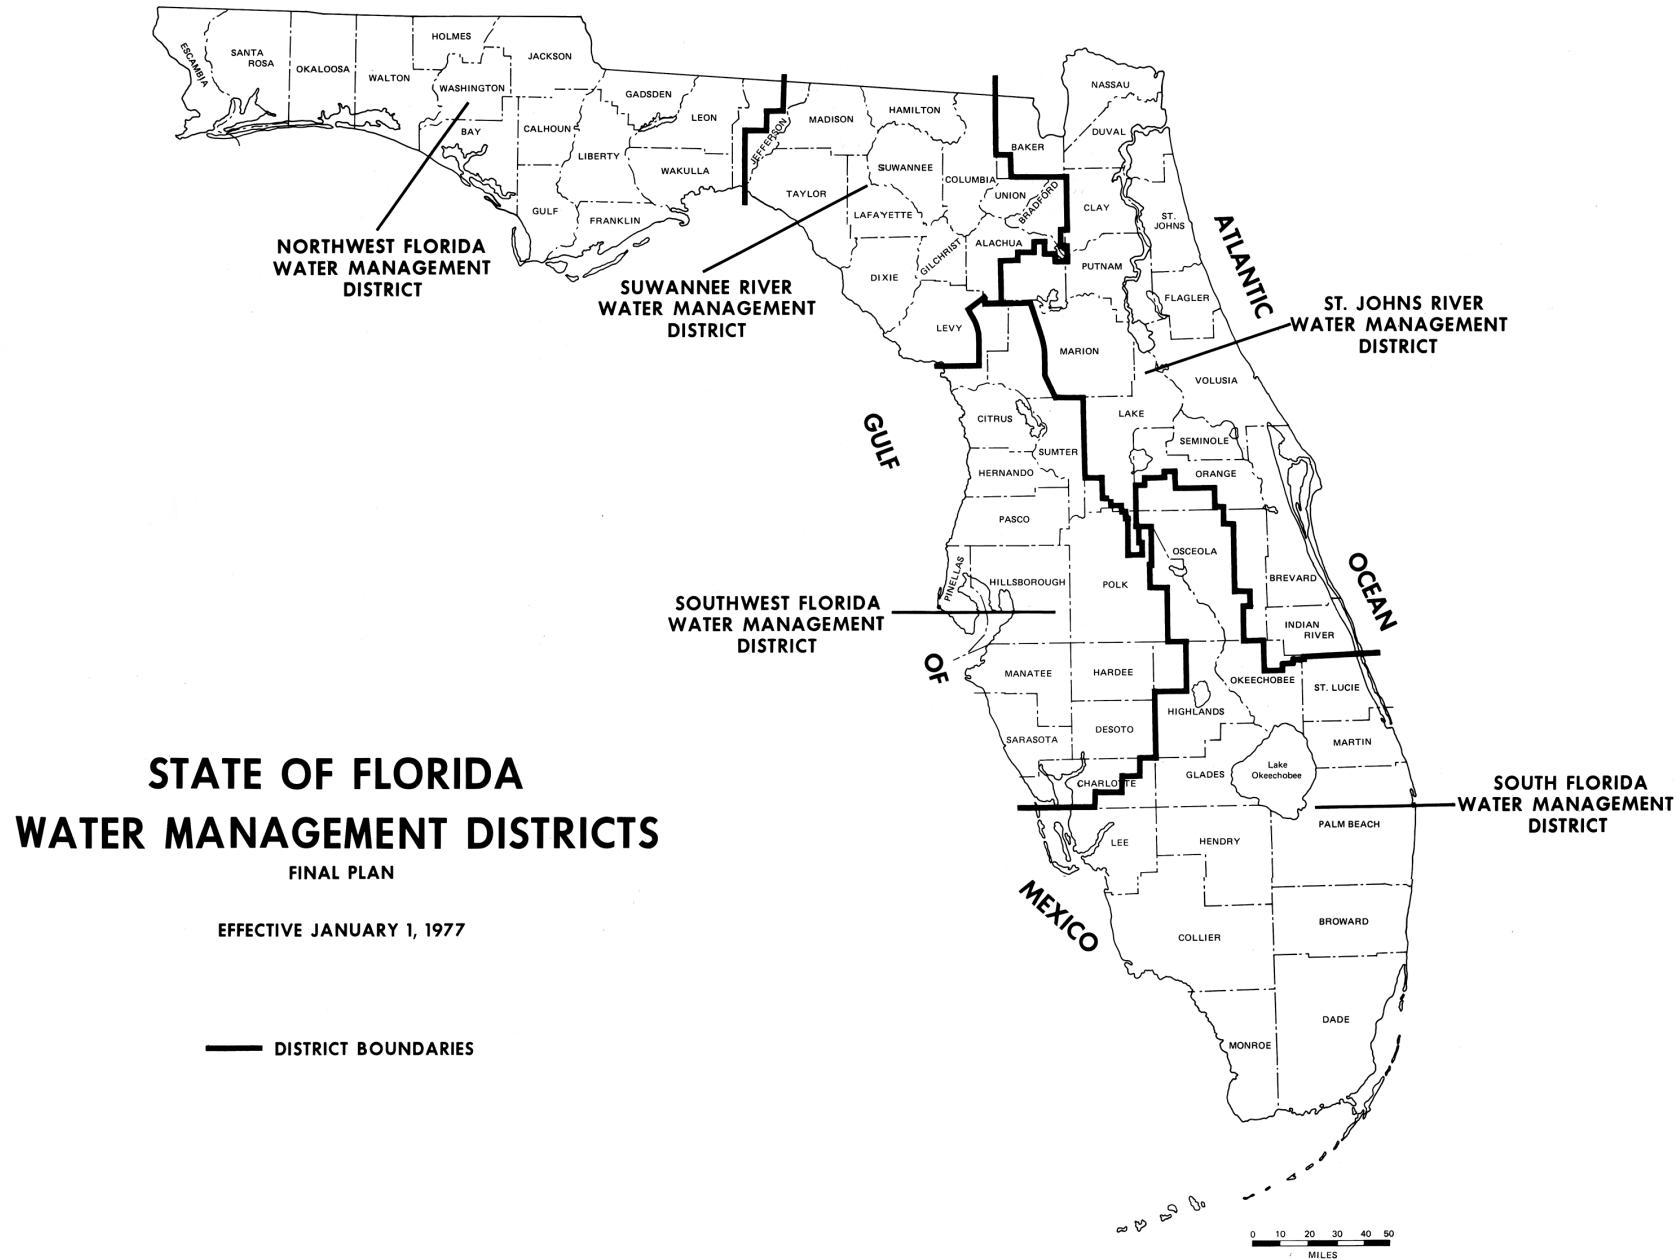 HOLMES
JACKSON
ESCAMBIA
SANTA
ROSA
OKALOOSA
WALTON
WASHINGTON
NASSAU
GADSDEN
LEON
JEFFERSON
MADISON
HAMILTON
BAY
CALHOUN
DUVAL
BAKER
LIBERTY
WAKULLA
SUWANNEE
COLUMBIA
TAYLOR
UNION
BRADFORD
CLAY
GULF
FRANKLIN
LAFAYETTE
ST.
JOHNS
ATLANTIC
NORTHWEST FLORIDA
WATER MANAGEMENT
DISTRICT
GILCHRIST
ALACHUA
PUTNAM
DIXIE
SUWANNEE RIVER
WATER MANAGEMENT
DISTRICT
FLAGLER
ST. JOHNS RIVER
WATER MANAGEMENT
DISTRICT
LEVY
MARION
VOLUSIA
CITRUS
LAKE
GULF
SUMTER
SEMINOLE
HERNANDO
ORANGE
PASCO
OSCEOLA
PINELLAS
HILLSBOROUGH
POLK
BREVARD
OCEAN
SOUTHWEST FLORIDA
WATER MANAGEMENT
DISTRICT
INDIAN
RIVER
OF
MANATEE
HARDEE
OKEECHOBEE
ST. LUCIE
HIGHLANDS
SARASOTA
DESOTO
MARTIN
STATE OF FLORIDA
WATER MANAGEMENT DISTRICTS
FINAL PLAN
EFFECTIVE JANUARY 1, 1977
CHARLOTTE
GLADES
Lake
Okeechobee
SOUTH FLORIDA
WATER MANAGEMENT
DISTRICT
PALM BEACH
LEE
HENDRY
MEXICO
COLLIER
BROWARD
DADE
MONROE
DISTRICT BOUNDARIES
0 10 20 30 40 50
MILES